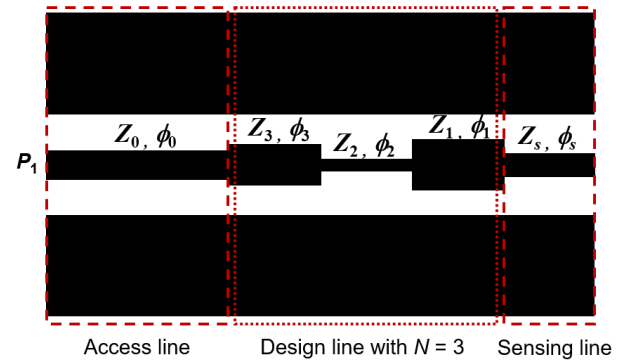 Z₀, ϕ₀
Z₃, ϕ₃
Z₂, ϕ₂
Z₁, ϕ₁
Zₛ, ϕₛ
P₁
Access line
Design line with N = 3
Sensing line